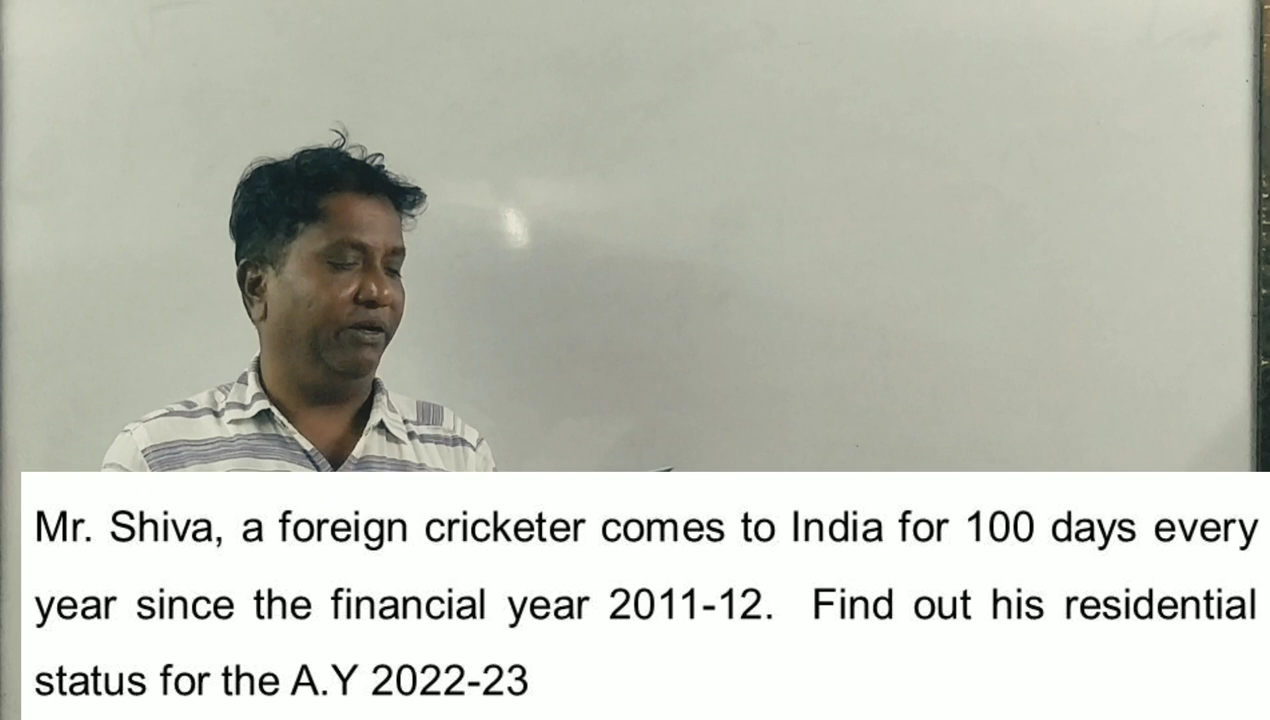 Mr. Shiva, a foreign cricketer comes to India for 100 days every
year since the financial year 2011-12. Find out his residential
status for the A.Y 2022-23